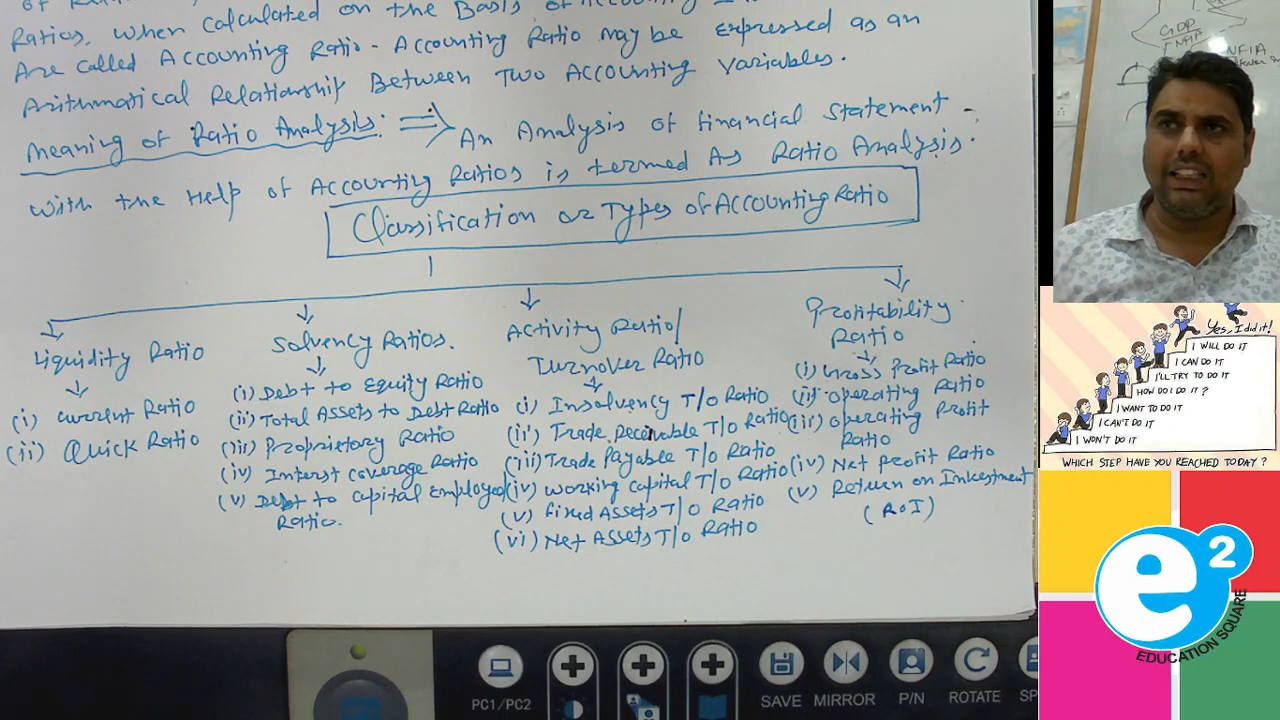 Ratios. When Calculated on the Basis of Accounting
Are Called Accounting Ratio - Accounting Ratio may be expressed as an
Arithmatical Relationship Between Two Accounting Variables.
Meaning of Ratio Analysis: => An Analysis of financial Statement -
with the Help of Accounting Ratios is termed As Ratio Analysis.
Classification or Types of Accounting Ratio
Liquidity Ratio
(i) Current Ratio
(ii) Quick Ratio
Solvency Ratios.
(i) Debt to Equity Ratio
(ii) Total Assets to Debt Ratio
(iii) Proprietory Ratio
(iv) Interst coverage Ratio
(v) Debt to capital Employed
Ratio.
Activity Ratio/
Turnover Ratio
(i) Insolvency T/o Ratio
(ii) Trade Receivable T/o Ratio
(iii) Trade Payable T/o Ratio
(iv) working capital T/o Ratio
(v) fixed Assets T/o Ratio
(vi) Net Assets T/o Ratio
Profitability
Ratio
(i) Gross Profit Ratio
(ii) operating Ratio
(iii) operating Profit
Ratio
(iv) Net Profit Ratio
(v) Return on Inkestment
(RoI)
GDP
NFIA
Yes, I did it!
I WILL DO IT
I CAN DO IT
I'LL TRY TO DO IT
HOW DO I DO IT ?
I WANT TO DO IT
I CAN'T DO IT
I WON'T DO IT
WHICH STEP HAVE YOU REACHED TODAY ?
e2
EDUCATION SQUARE
PC1/PC2
SAVE
MIRROR
P/N
ROTATE
SP